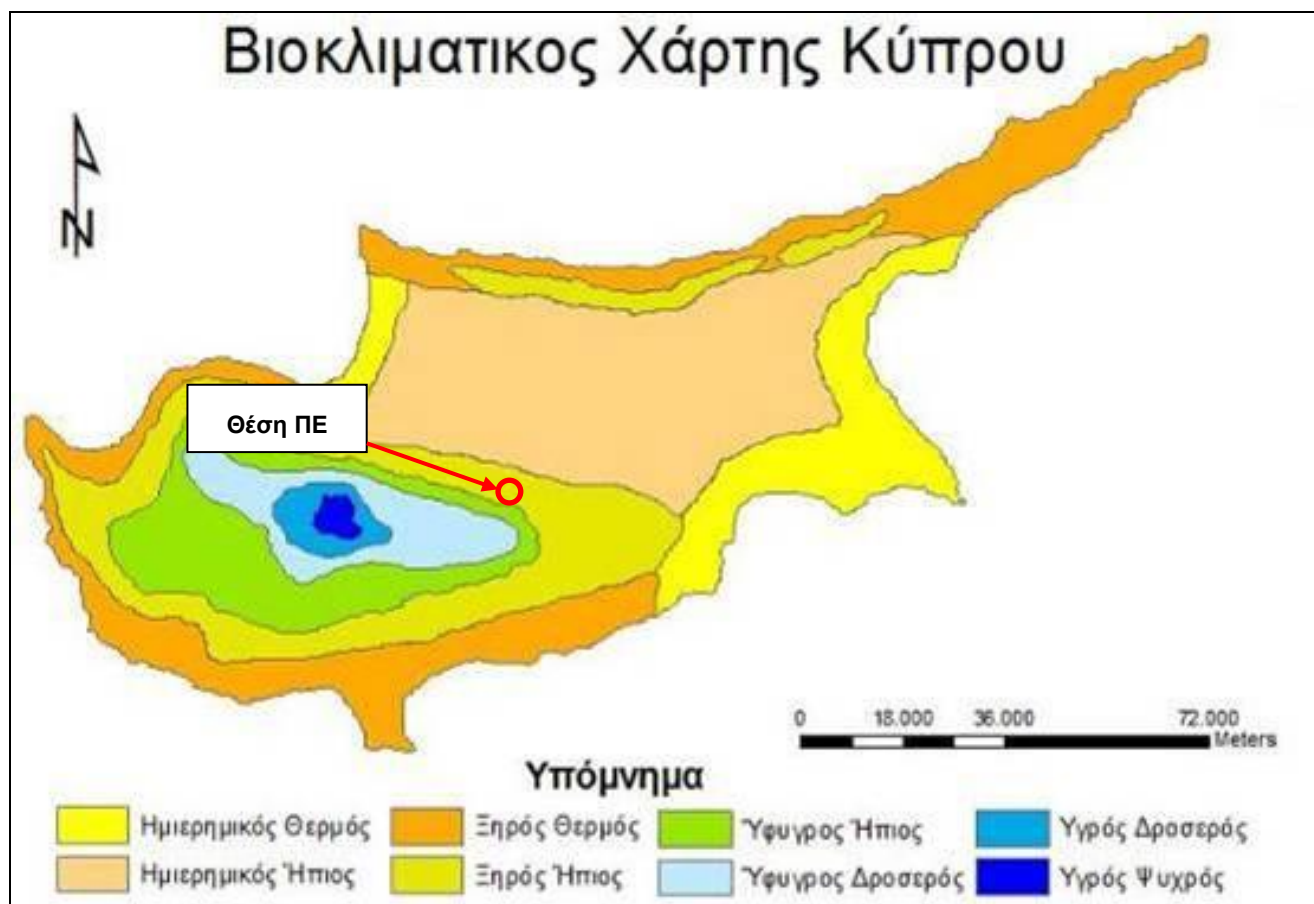 Βιοκλιματικος Χάρτης Κύπρου
N
Θέση ΠΕ
0 18.000 36.000 72.000
Meters
Υπόμνημα
Ημιερημικός Θερμός Ξηρός Θερμός Ύφυγρος Ήπιος Υγρός Δροσερός
Ημιερημικός Ήπιος Ξηρός Ήπιος Ύφυγρος Δροσερός Υγρός Ψυχρός